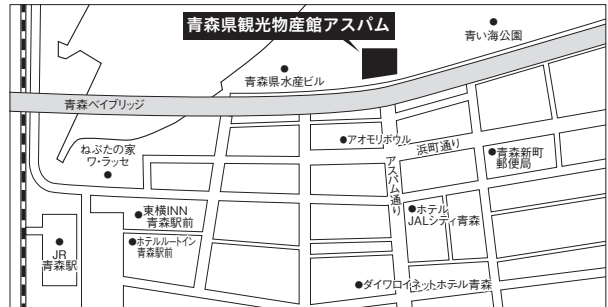 青森県観光物産館アスパム
青い海公園
青森県水産ビル
青森ベイブリッジ
アオモリボウル
浜町通り
ねぶたの家
ワ・ラッセ
青森新町
郵便局
アスパム通り
東横INN
青森駅前
ホテル
JALシティ青森
ホテルルートイン
青森駅前
JR
青森駅
ダイワロイネットホテル青森